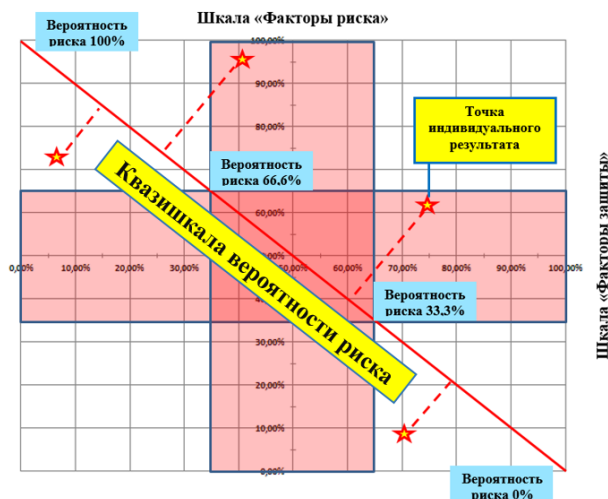 Шкала «Факторы риска»
Вероятность
риска 100%
100,00%
90,00%
80,00%
70,00%
Точка
индивидуального
результата
Вероятность
риска 66,6%
60,00%
Квазишкала вероятности риска
0,00%
10,00%
20,00%
30,00%
60,00%
70,00%
80,00%
90,00%
100,00%
Шкала «Факторы защиты»
Вероятность
риска 33,3%
30,00%
20,00%
10,00%
0,00%
Вероятность
риска 0%